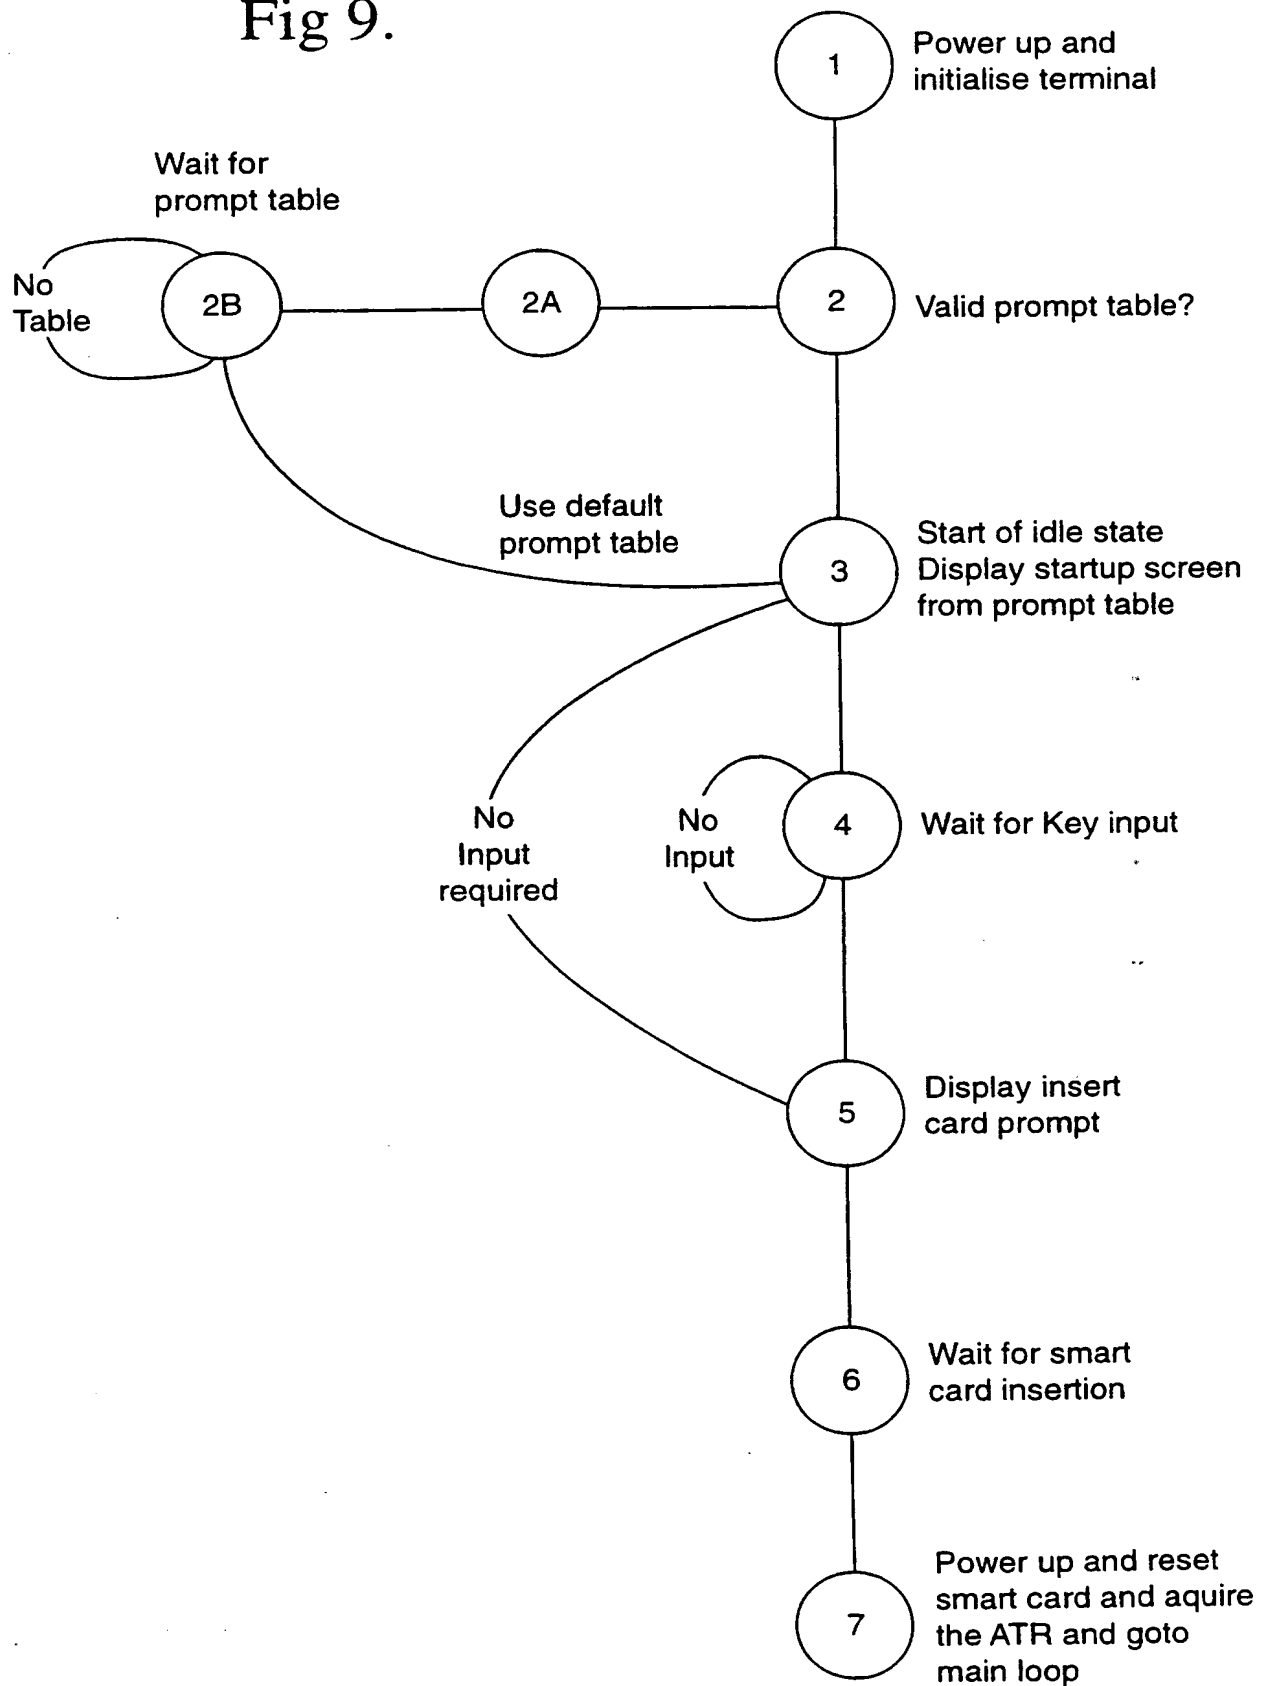 Fig 9.
1
Power up and
initialise terminal
Wait for
prompt table
No
Table
2B
2A
2
Valid prompt table?
Use default
prompt table
3
Start of idle state
Display startup screen
from prompt table
No
Input
required
No
Input
4
Wait for Key input
5
Display insert
card prompt
6
Wait for smart
card insertion
7
Power up and reset
smart card and aquire
the ATR and goto
main loop